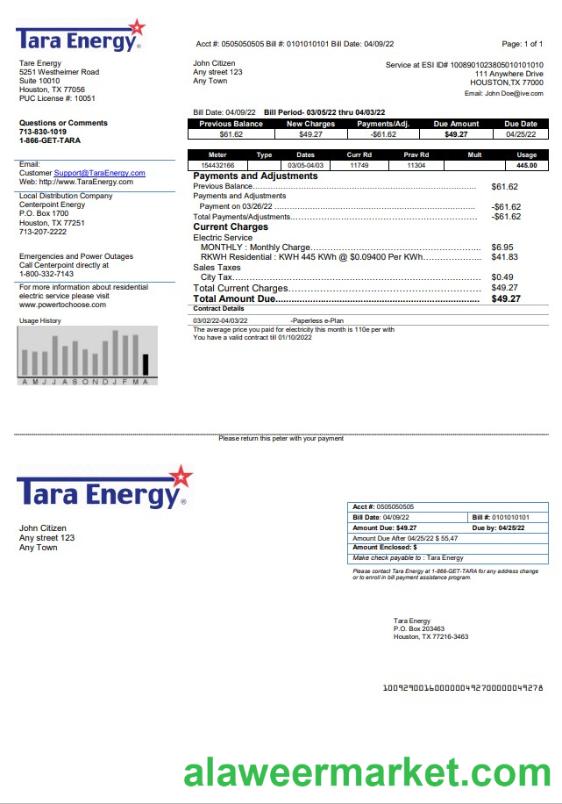 Tara Energy®
Acct #: 0505050505 Bill #: 0101010101 Bill Date: 04/09/22
Page: 1 of 1
Tara Energy
5251 Westheimer Road
Suite 10010
Houston, TX 77056
PUC License #: 10051
John Citizen
Any street 123
Any Town
Service at ESI ID# 1008901023805010101010
111 Anywhere Drive
HOUSTON,TX 77000
Email: John Doe@ive.com
Questions or Comments
713-830-1019
1-866-GET-TARA
Bill Date: 04/09/22 Bill Period- 03/05/22 thru 04/03/22
Previous Balance New Charges Payments/Adj. Due Amount Due Date
$61.62 $49.27 -$61.62 $49.27 04/25/22
Meter Type Dates Curr Rd Prav Rd Mult Usage
154432166 03/05-04/03 11749 11304 445.00
Email:
Customer Support@TaraEnergy.com
Web: http://www.TaraEnergy.com
Local Distribution Company
Centerpoint Energy
P.O. Box 1700
Houston, TX 77251
713-207-2222
Emergencies and Power Outages
Call Centerpoint directly at
1-800-332-7143
For more information about residential
electric service please visit
www.powertochoose.com
Usage History
A M J J A S O N D J F M A
Payments and Adjustments
Previous Balance................ $61.62
Payments and Adjustments
Payment on 03/26/22 ................ -$61.62
Total Payments/Adjustments................ -$61.62
Current Charges
Electric Service
MONTHLY : Monthly Charge................ $6.95
RKWH Residential : KWH 445 KWh @ $0.09400 Per KWh................ $41.83
Sales Taxes
City Tax................ $0.49
Total Current Charges................ $49.27
Total Amount Due................ $49.27
Contract Details
03/02/22-04/03/22 -Paperless e-Plan
The average price you paid for electricity this month is 110e per with
You have a valid contract till 01/10/2022
Please return this peter with your payment
Tara Energy®
John Citizen
Any street 123
Any Town
Acct #: 0505050505
Bill Date: 04/09/22 Bill #: 0101010101
Amount Due: $49.27 Due by: 04/25/22
Amount Due After 04/25/22 $ 55,47
Amount Enclosed: $
Make check payable to : Tara Energy
Please contact Tara Energy at 1-866-GET-TARA for any address change
or to enroll in bill payment assistance program.
Tara Energy
P.O. Box 203463
Houston, TX 77216-3463
1009290016000000492700000049278
alaweermarket.com